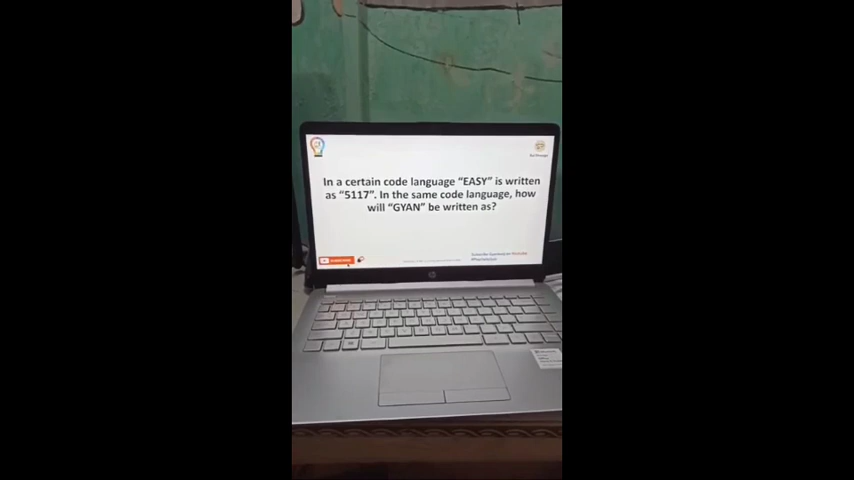 In a certain code language “EASY” is written
as “5117”. In the same code language, how
will “GYAN” be written as?